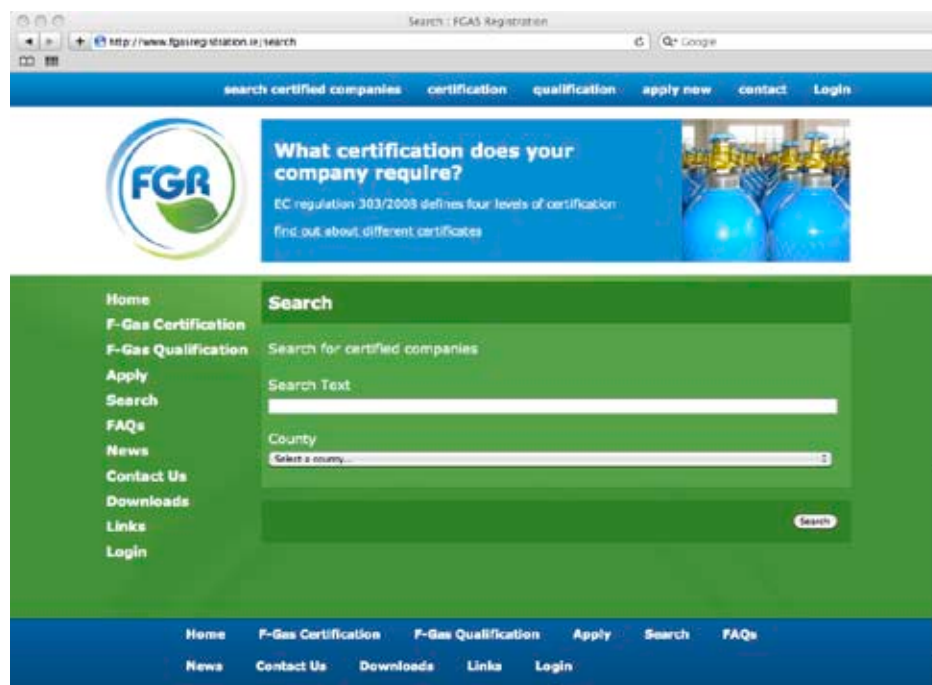 Search : FGAS Registration
http://www.fgasregistration.ie/search
Google
search certified companies certification qualification apply now contact Login
FGR
What certification does your
company require?
EC regulation 303/2008 defines four levels of certification
find out about different certificates
Home
F-Gas Certification
F-Gas Qualification
Apply
Search
FAQs
News
Contact Us
Downloads
Links
Login
Search
Search for certified companies
Search Text
County
Select a county...
Search
Home F-Gas Certification F-Gas Qualification Apply Search FAQs
News Contact Us Downloads Links Login